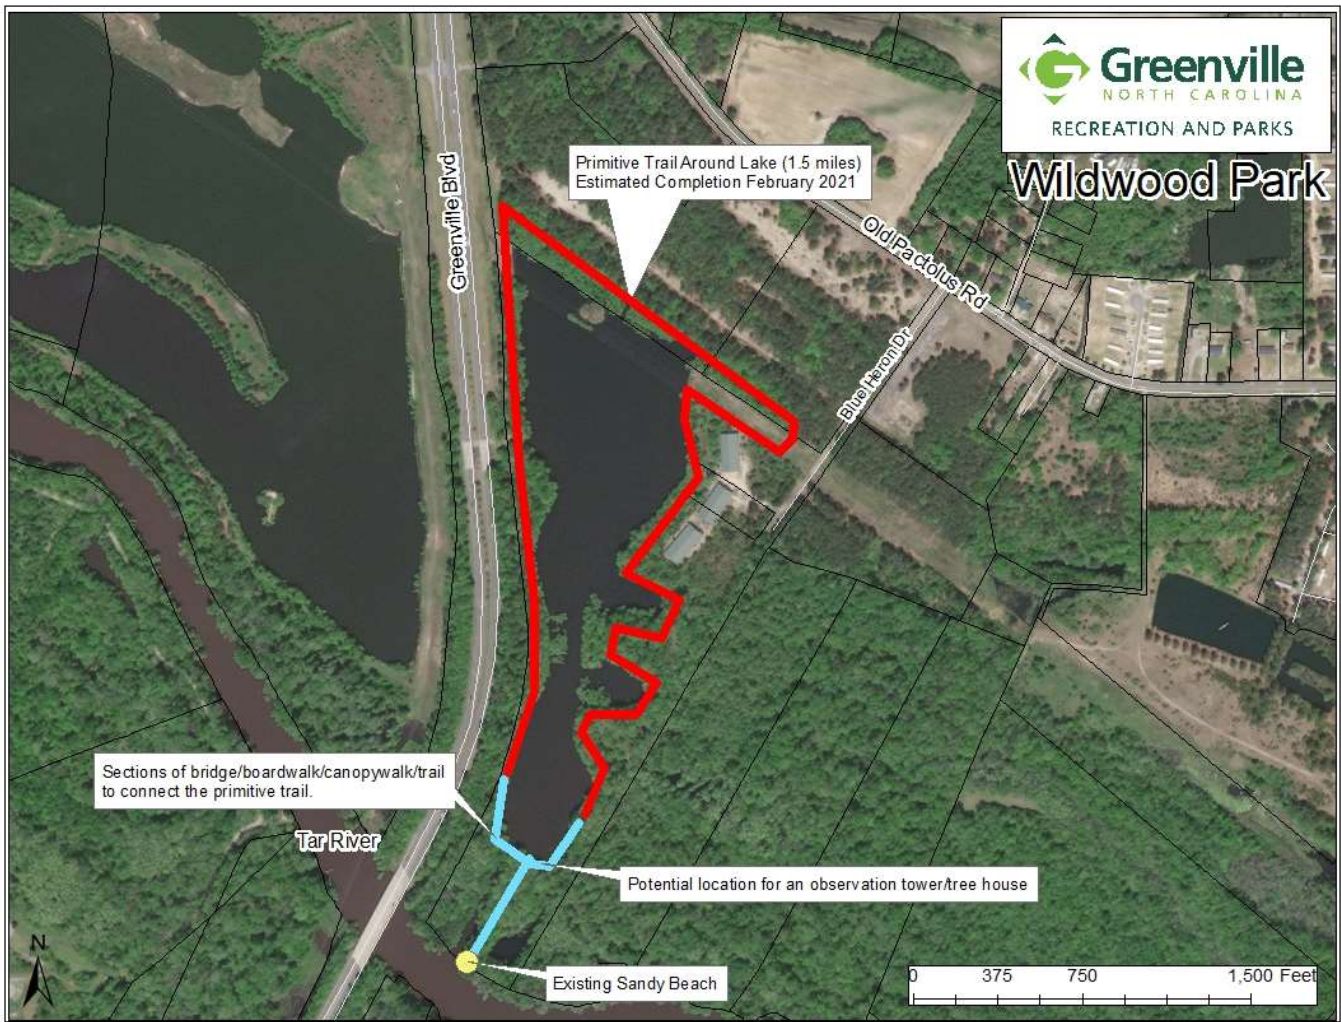 Greenville
NORTH CAROLINA
RECREATION AND PARKS
Wildwood Park
Primitive Trail Around Lake (1.5 miles)
Estimated Completion February 2021
Greenville Blvd
Old Pactolus Rd
Blue Heron Dr
Sections of bridge/boardwalk/canopywalk/trail
to connect the primitive trail.
Tar River
Potential location for an observation tower/tree house
Existing Sandy Beach
N
0 375 750 1,500 Feet